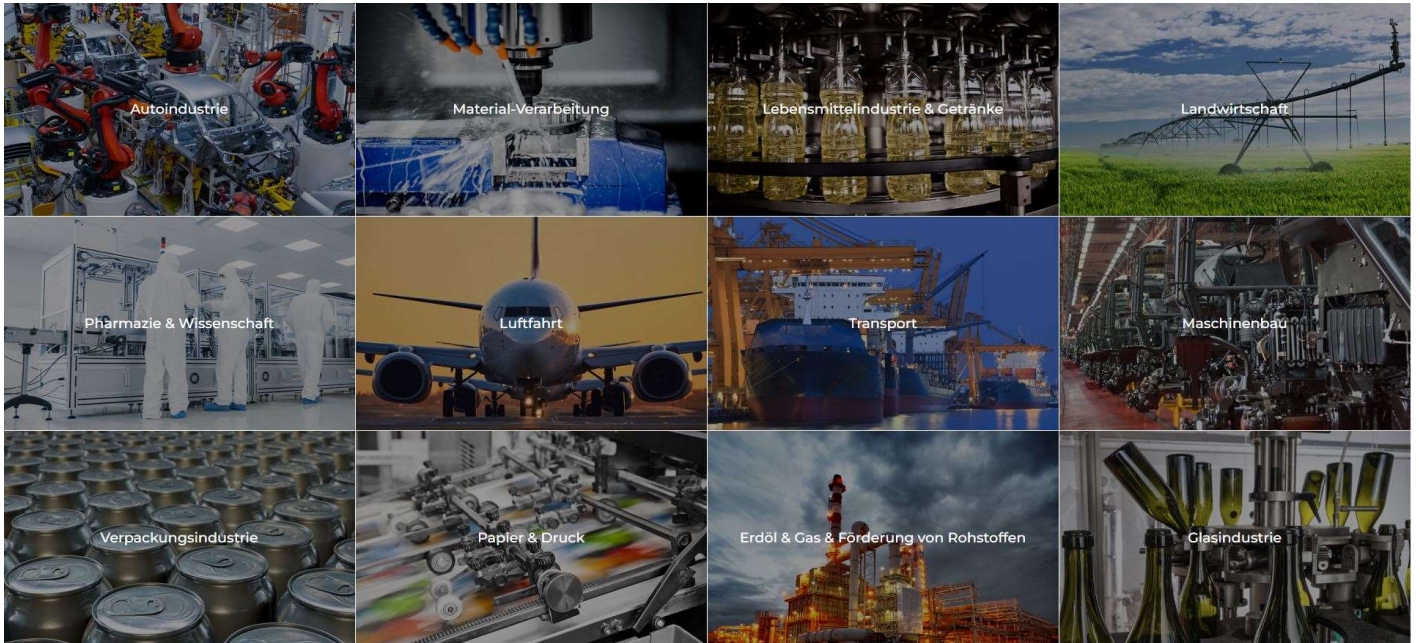 Autoindustrie
Material-Verarbeitung
Lebensmittelindustrie & Getränke
Landwirtschaft
Pharmazie & Wissenschaft
Luftfahrt
Transport
Maschinenbau
Verpackungsindustrie
Papier & Druck
Erdöl & Gas & Förderung von Rohstoffen
Glasindustrie